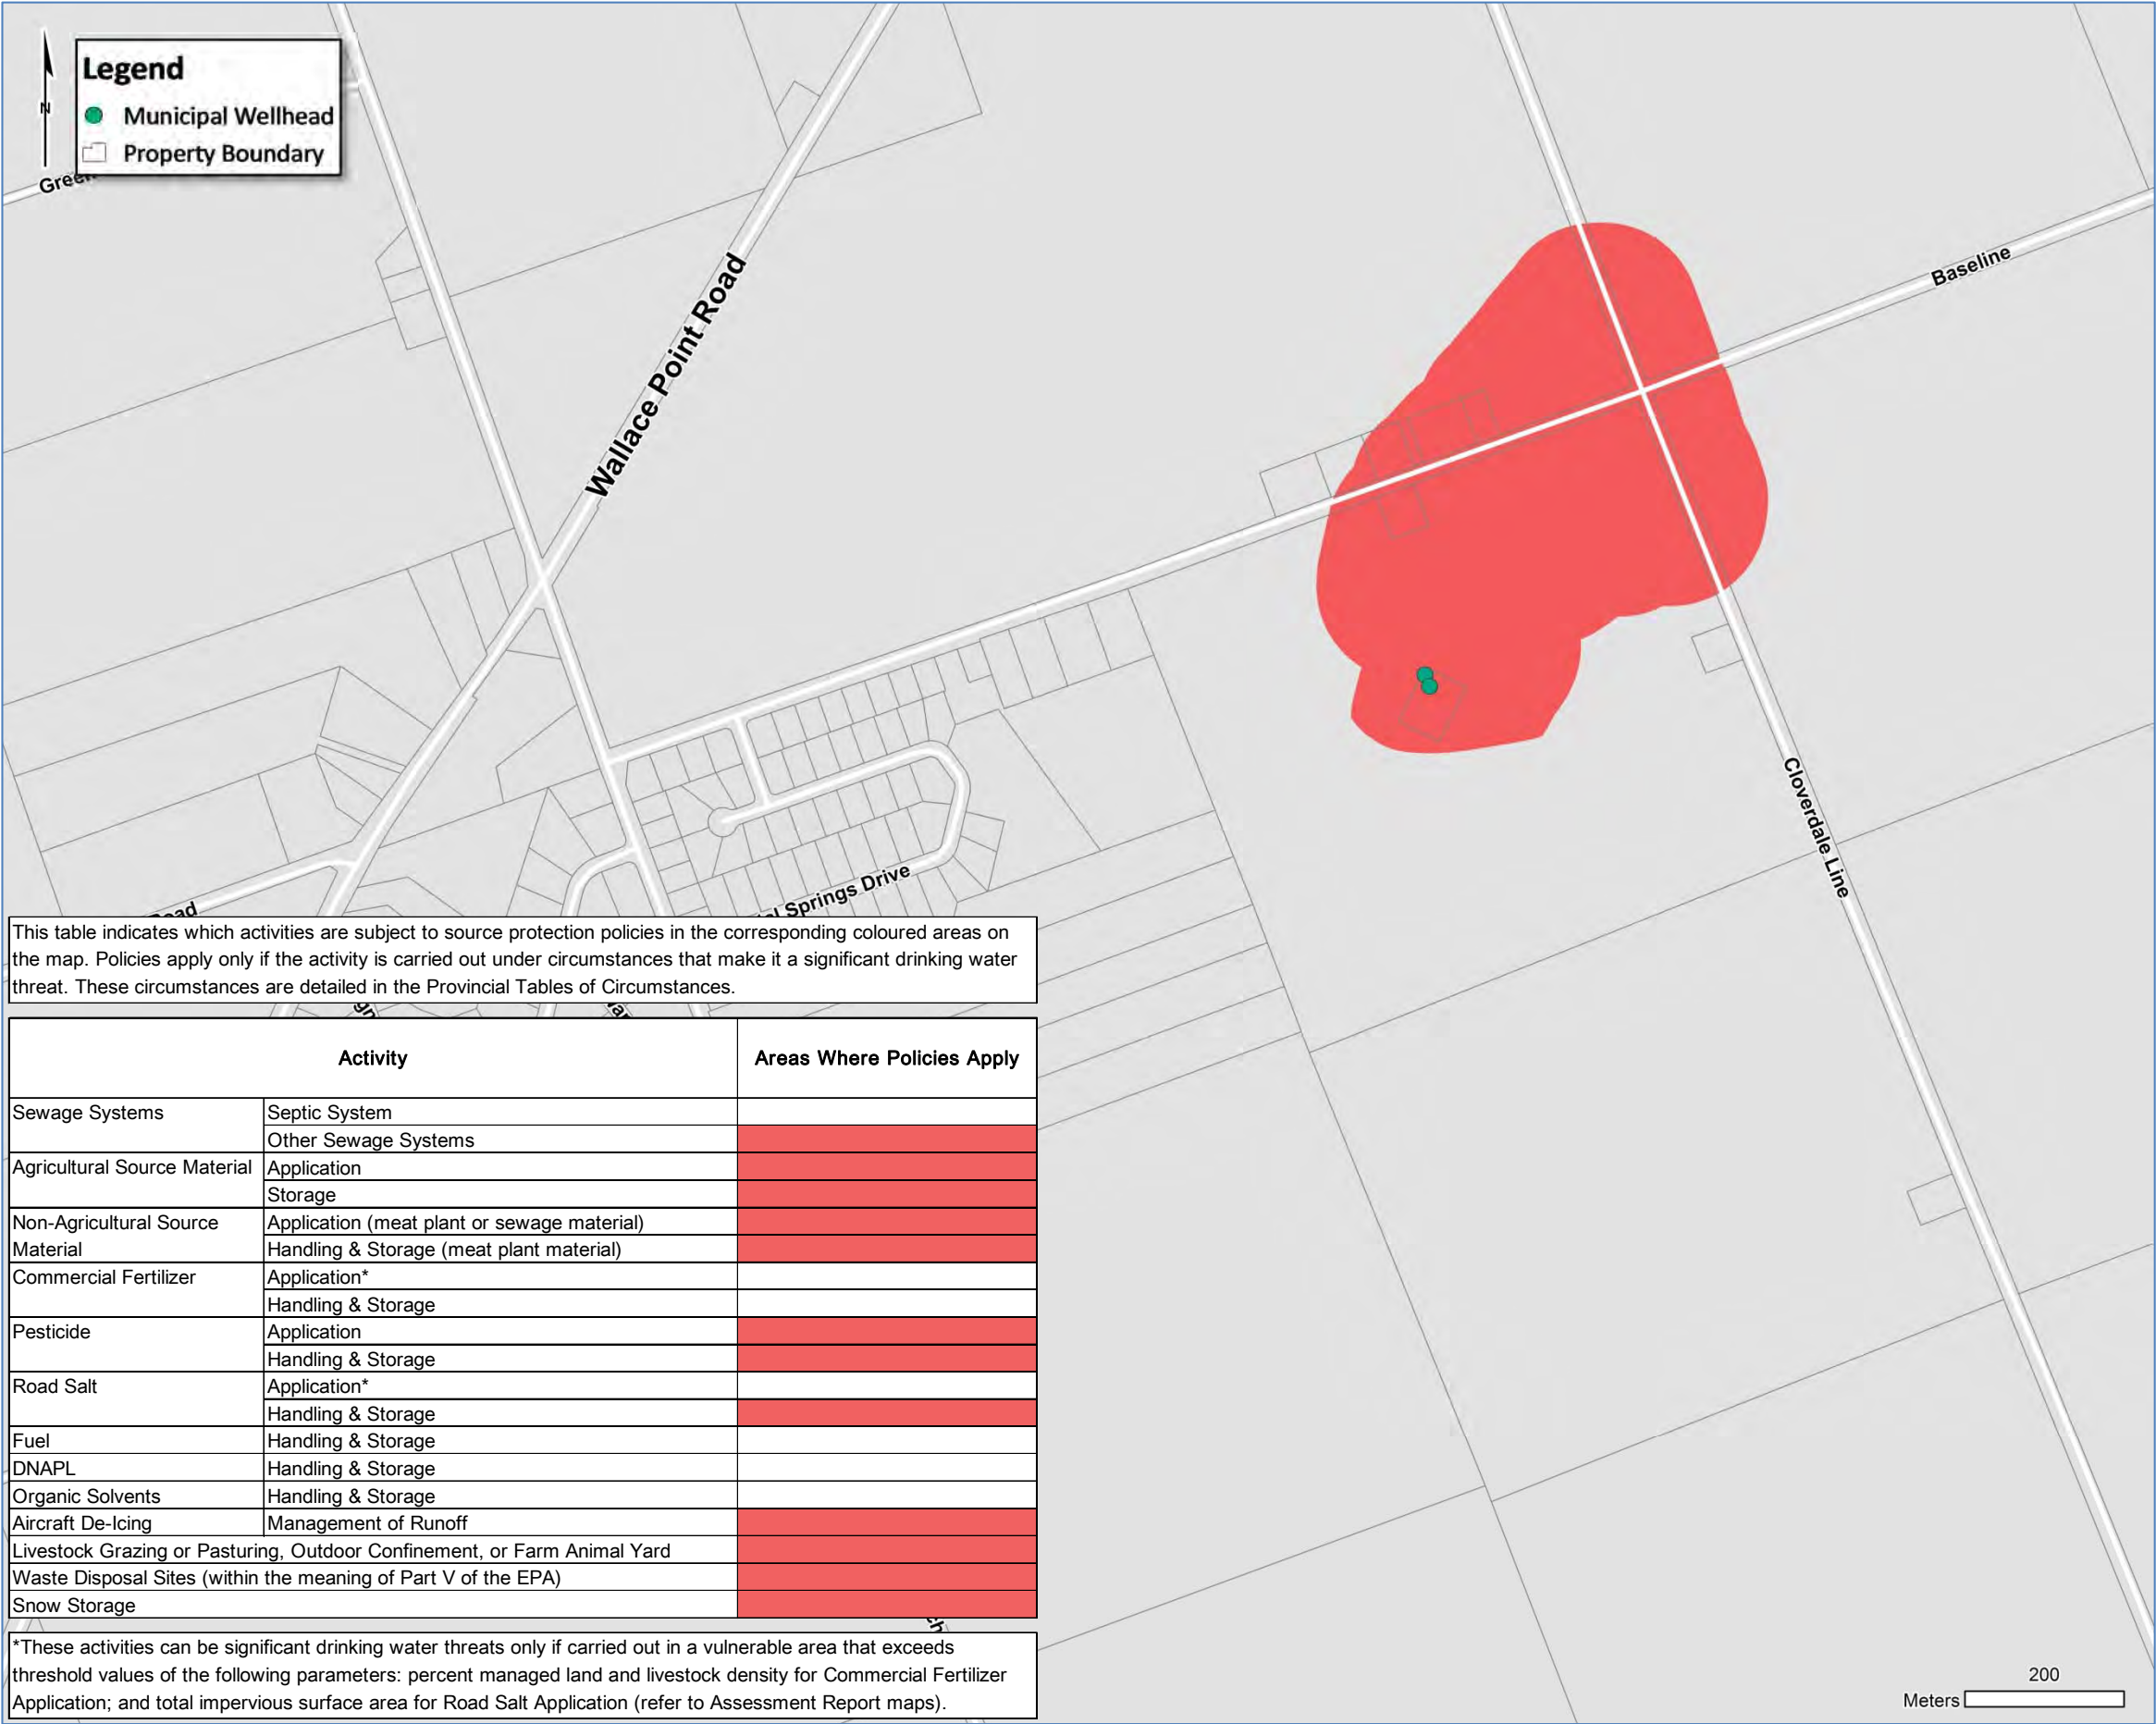 Legend
N
Municipal Wellhead
Property Boundary
Wallace Point Road
Baseline
Cloverdale Line
Springs Drive
This table indicates which activities are subject to source protection policies in the corresponding coloured areas on
the map. Policies apply only if the activity is carried out under circumstances that make it a significant drinking water
threat. These circumstances are detailed in the Provincial Tables of Circumstances.
Activity Areas Where Policies Apply
Sewage Systems Septic System
Other Sewage Systems
Agricultural Source Material Application
Storage
Non-Agricultural Source Application (meat plant or sewage material)
Material Handling & Storage (meat plant material)
Commercial Fertilizer Application*
Handling & Storage
Pesticide Application
Handling & Storage
Road Salt Application*
Handling & Storage
Fuel Handling & Storage
DNAPL Handling & Storage
Organic Solvents Handling & Storage
Aircraft De-Icing Management of Runoff
Livestock Grazing or Pasturing, Outdoor Confinement, or Farm Animal Yard
Waste Disposal Sites (within the meaning of Part V of the EPA)
Snow Storage
*These activities can be significant drinking water threats only if carried out in a vulnerable area that exceeds
threshold values of the following parameters: percent managed land and livestock density for Commercial Fertilizer
Application; and total impervious surface area for Road Salt Application (refer to Assessment Report maps).
200
Meters